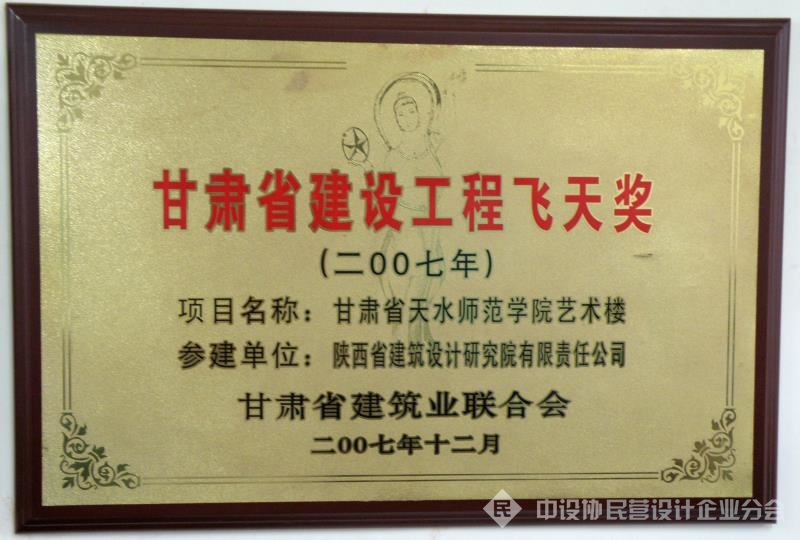 甘肃省建设工程飞天奖
(二00七年)
项目名称：甘肃省天水师范学院艺术楼
参建单位：陕西省建筑设计研究院有限责任公司
甘肃省建筑业联合会
二00七年十二月
民 中设协民营设计企业分会